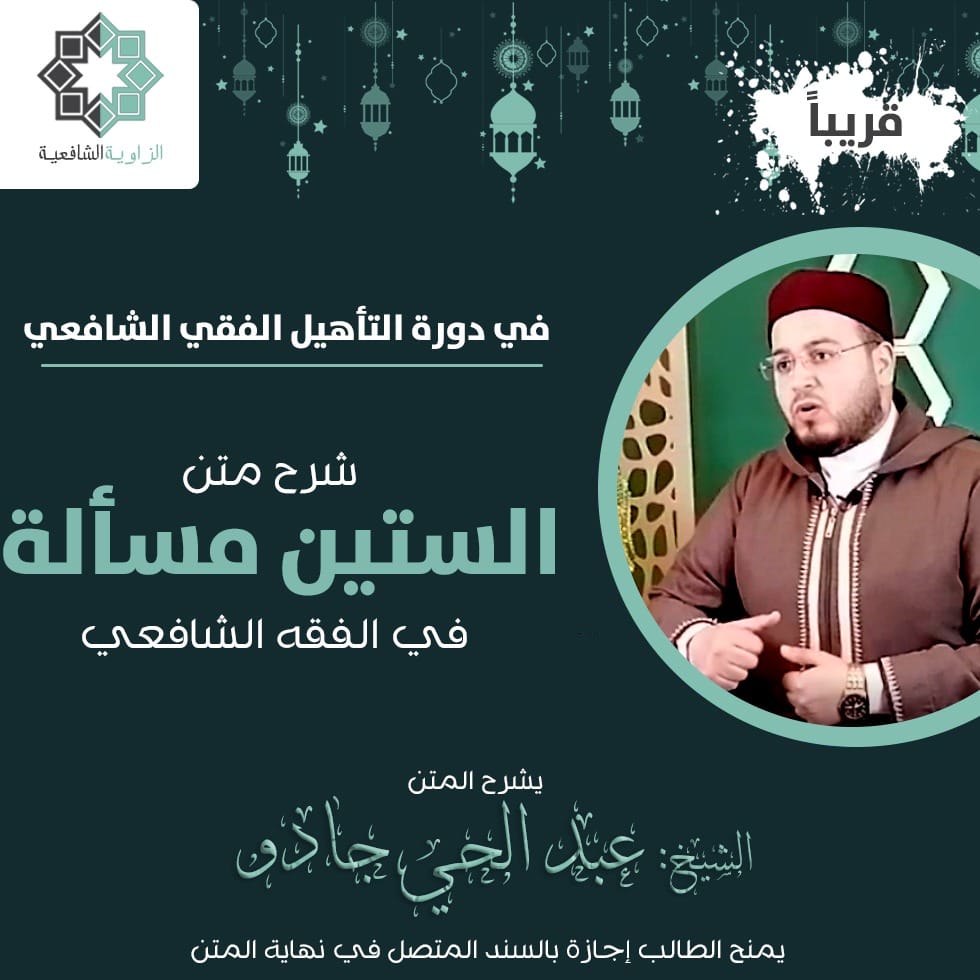 الزاوية الشافعية
قريباً
في دورة التأهيل الفقي الشافعي
شرح متن
الستين مسألة
في الفقه الشافعي
يشرح المتن
الشيخ: عبد الحي جادو
يمنح الطالب إجازة بالسند المتصل في نهاية المتن